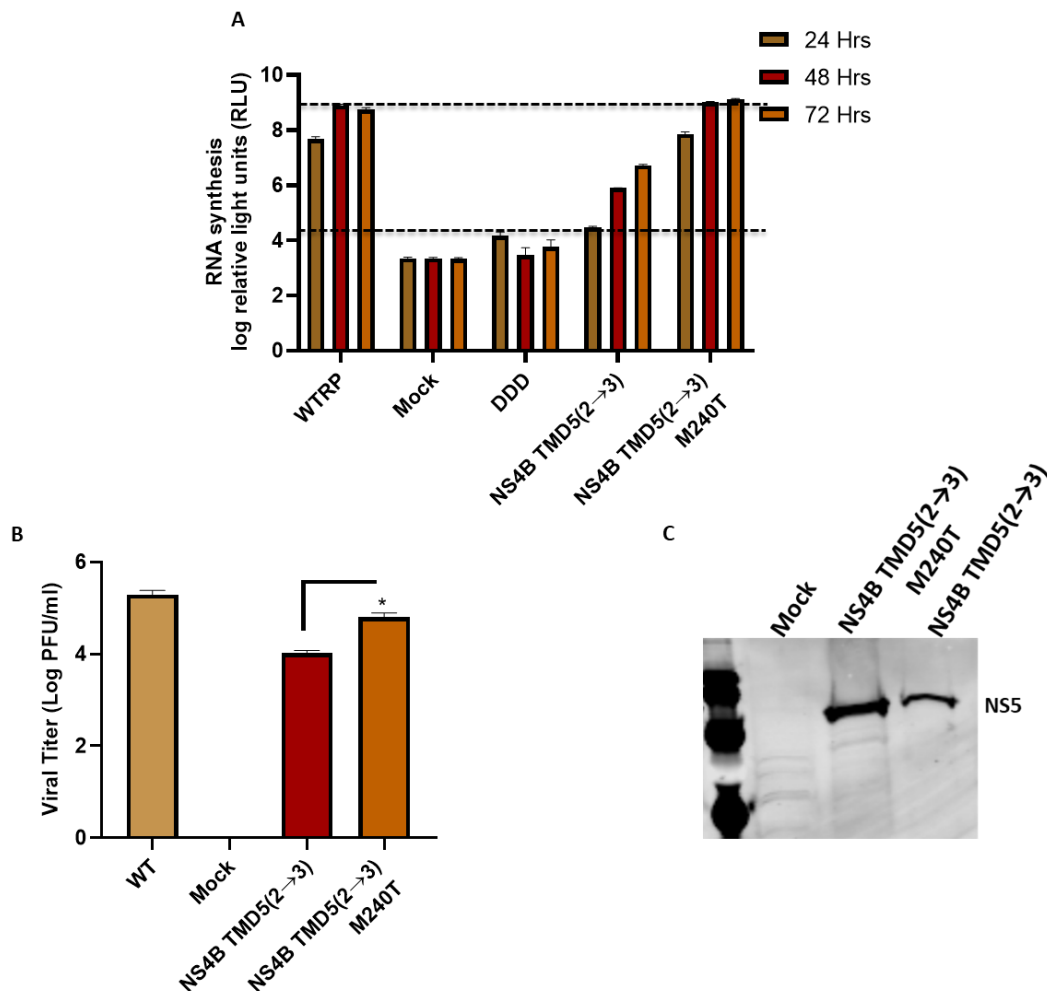 A
24 Hrs
48 Hrs
72 Hrs
RNA synthesis
log relative light units (RLU)
10
8
6
4
2
0
WTRP
Mock
DDD
NS4B TMD5(2→3)
NS4B TMD5(2→3)
M240T
B
Viral Titer (Log PFU/ml)
6
4
2
0
*
WT
Mock
NS4B TMD5(2→3)
NS4B TMD5(2→3)
M240T
C
Mock
NS4B TMD5(2→3)
M240T
NS4B TMD5(2→3)
NS5